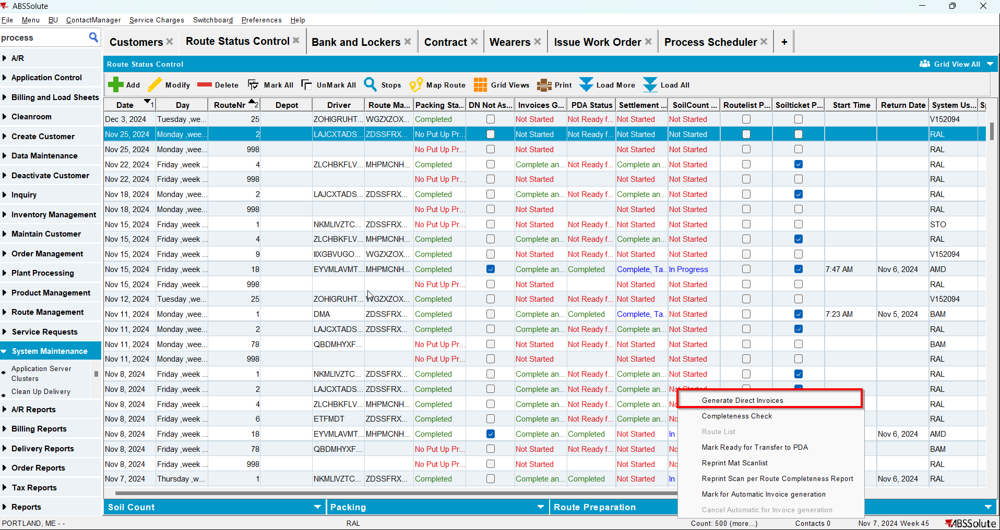 ABSSolute
File Menu BU ContactManager Service Charges Switchboard Preferences Help
process
Customers Route Status Control Bank and Lockers Contract Wearers Issue Work Order Process Scheduler +
Route Status Control Grid View All
Add Modify Delete Mark All UnMark All Stops Map Route Grid Views Print Load More Load All
A/R
Application Control
Billing and Load Sheets
Cleanroom
Create Customer
Data Maintenance
Deactivate Customer
Inquiry
Inventory Management
Maintain Customer
Order Management
Plant Processing
Product Management
Route Management
Service Requests
System Maintenance
Application Server
Clusters
Clean Up Delivery
A/R Reports
Billing Reports
Delivery Reports
Order Reports
Tax Reports
Reports
Date 1 Day RouteNr 2 Depot Driver Route Ma... Packing Sta... DN Not As... Invoices G... PDA Status Settlement ... SoilCount ... Routelist P... Soilticket P... Start Time Return Date System Us... Sp
Dec 3, 2024 Tuesday ,we... 25 ZOHIGRUHT... WGZXZOX... Completed Not Started Not Ready f... Not Started Not Started V152094
Nov 25, 2024 Monday ,wee... 2 LAJCXTADS... ZDSSFRX... No Put Up Pr... Not Started Not Ready f... Not Started Not Started RAL
Nov 25, 2024 Monday ,wee... 998 No Put Up Pr... Not Started Not Started Not Started RAL
Nov 22, 2024 Friday ,week ... 4 ZLCHBKFLV... MHPMCNH... Completed Complete an... Not Ready f... Complete an... Not Started RAL
Nov 22, 2024 Friday ,week ... 998 No Put Up Pr... Not Started Not Started Not Started RAL
Nov 18, 2024 Monday ,wee... 2 LAJCXTADS... ZDSSFRX... Completed Complete an... Not Ready f... Complete an... Not Started RAL
Nov 18, 2024 Monday ,wee... 998 No Put Up Pr... Not Started Not Started Not Started RAL
Nov 15, 2024 Friday ,week ... 1 NKMLIVZTC... ZDSSFRX... No Put Up Pr... Not Started Not Ready f... Not Started Not Started STO
Nov 15, 2024 Friday ,week ... 4 ZLCHBKFLV... MHPMCNH... Completed Complete an... Not Ready f... Complete an... Not Started RAL
Nov 15, 2024 Friday ,week ... 9 IIXGBVUGO... WGZXZOX... Completed Not Started Not Ready f... Not Started Not Started V152094
Nov 15, 2024 Friday ,week ... 18 EYVMLAVMT... MHPMCNH... Completed Complete an... Completed Complete, Ta... In Progress 7:47 AM Nov 6, 2024 AMD
Nov 15, 2024 Friday ,week ... 998 No Put Up Pr... Not Started Not Started Not Started RAL
Nov 12, 2024 Tuesday ,we... 25 ZOHIGRUHT... WGZXZOX... Completed Not Started Not Ready f... Not Started Not Started V152094
Nov 11, 2024 Monday ,wee... 1 DMA ZDSSFRX... Completed Complete an... Completed Complete, Ta... Not Started 7:23 AM Nov 5, 2024 BAM
Nov 11, 2024 Monday ,wee... 2 LAJCXTADS... ZDSSFRX... Completed Complete an... Not Ready f... Complete an... Not Started RAL
Nov 11, 2024 Monday ,wee... 78 QBDMHYXF... No Put Up Pr... Not Started Not Ready f... Not Started Not Started BAM
Nov 11, 2024 Monday ,wee... 998 No Put Up Pr... Not Started Not Started Not Started RAL
Nov 8, 2024 Friday ,week ... 1 NKMLIVZTC... ZDSSFRX... Completed Complete an... Not Ready f... Complete an... Not Started RAL
Nov 8, 2024 Friday ,week ... 2 LAJCXTADS... ZDSSFRX... Completed Complete an... Not Ready f... Complete an... Not Started RAL
Nov 8, 2024 Friday ,week ... 4 ZLCHBKFLV... MHPMCNH... Completed Complete an... Not Ready f... Complete an... No RAL
Nov 8, 2024 Friday ,week ... 6 ETFMDT ZDSSFRX... Completed Complete an... Not Ready f... Complete an... No RAL
Nov 8, 2024 Friday ,week ... 18 EYVMLAVMT... MHPMCNH... Completed Complete an... Completed Not Started In Nov 6, 2024 AMD
Nov 8, 2024 Friday ,week ... 78 QBDMHYXF... No Put Up Pr... Not Started Not Ready f... Not Started No BAM
Nov 8, 2024 Friday ,week ... 998 No Put Up Pr... Not Started Not Started No RAL
Nov 7, 2024 Thursday ,w... 1 NKMLIVZTC... ZDSSFRX... Completed Complete an... Completed Not Started In Nov 6, 2024 RAL
Generate Direct Invoices
Completeness Check
Route List
Mark Ready for Transfer to PDA
Reprint Mat Scanlist
Reprint Scan per Route Completeness Report
Mark for Automatic Invoice generation
Cancel Automatic for Invoice generation
Soil Count Packing Route Preparation
PORTLAND, ME - - RAL Count: 500 (more...) Contacts 0 Nov 7, 2024 Week 45 ABSSolute